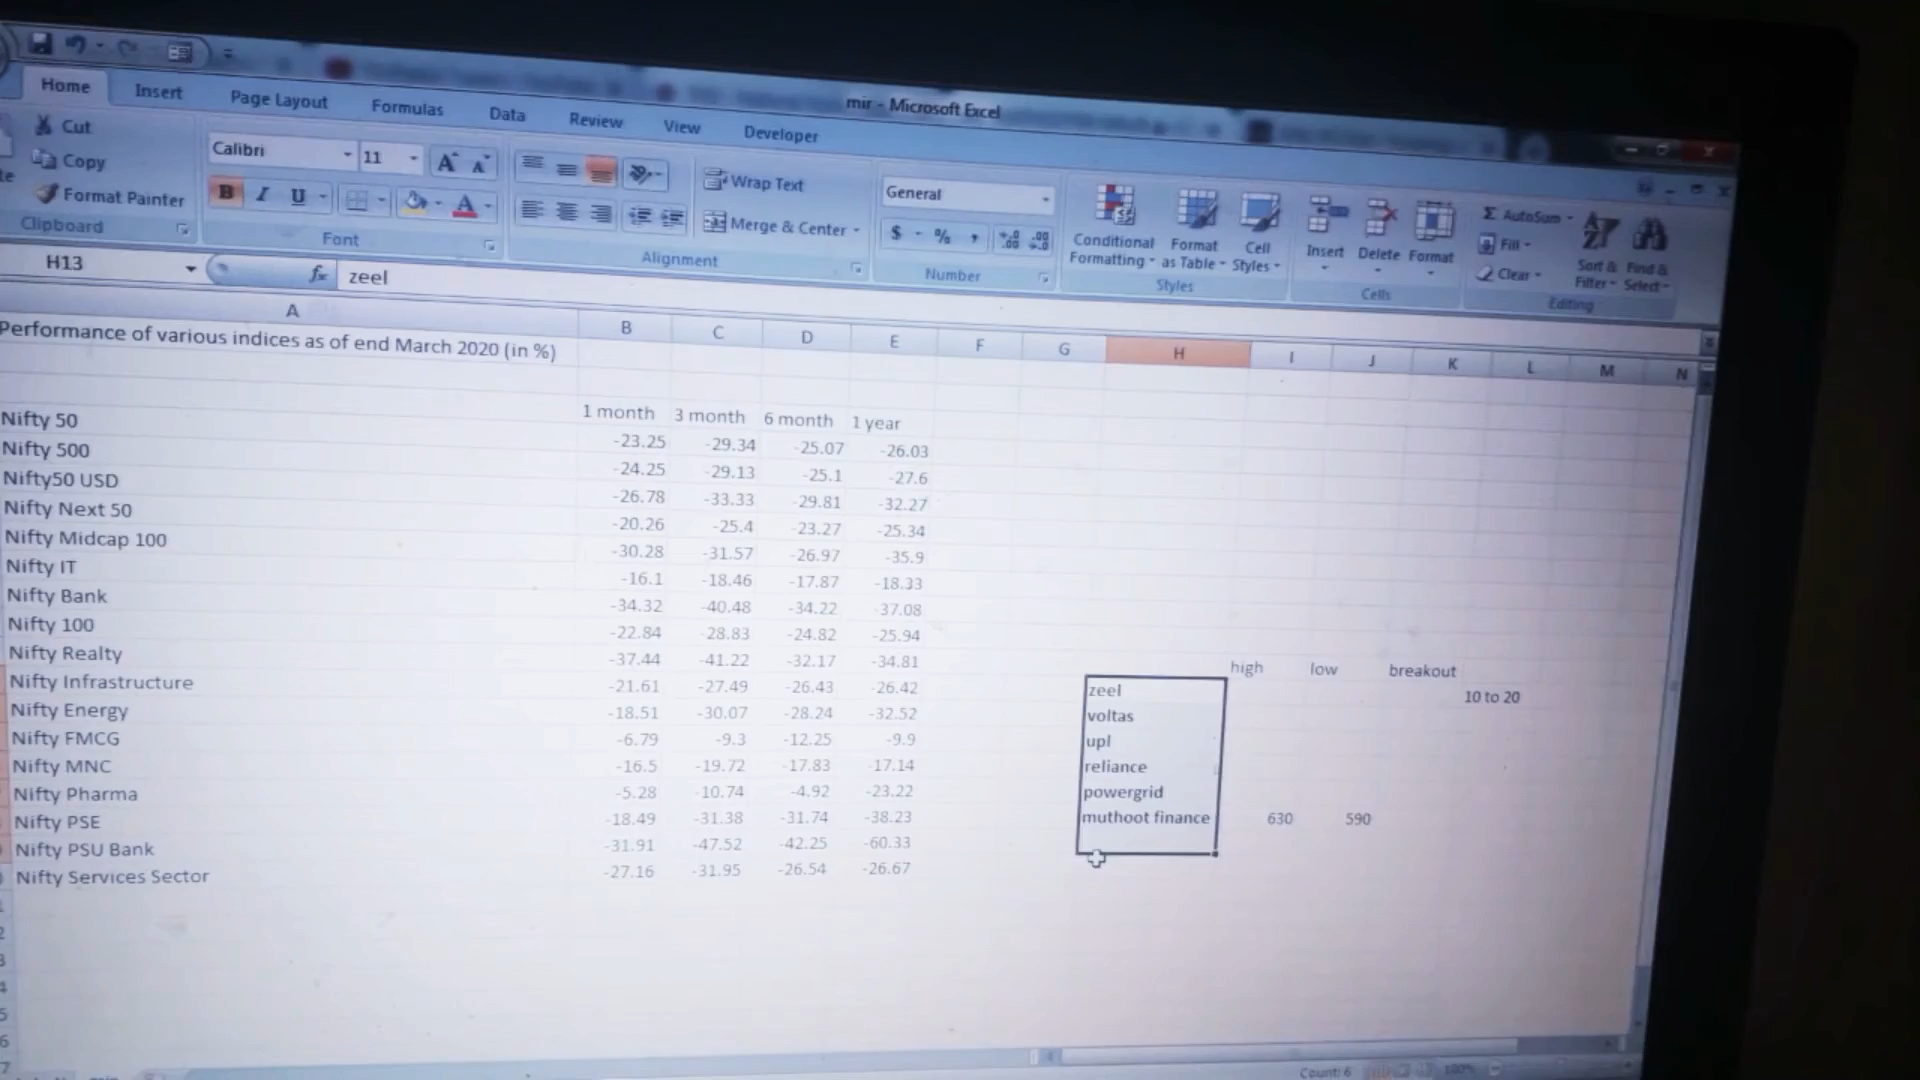 mir - Microsoft Excel
Home Insert Page Layout Formulas Data Review View Developer
Cut
Copy
Format Painter
Clipboard
Calibri 11
B I U
Font
Wrap Text
Merge & Center
Alignment
General
$ % ,
Number
Conditional Formatting
Format as Table
Cell Styles
Styles
Insert Delete Format
Cells
Σ AutoSum
Fill
Clear
Sort & Filter
Find & Select
Editing
H13 fx zeel
A B C D E F G H I J K L M N
Performance of various indices as of end March 2020 (in %)
1 month 3 month 6 month 1 year
Nifty 50 -23.25 -29.34 -25.07 -26.03
Nifty 500 -24.25 -29.13 -25.1 -27.6
Nifty50 USD -26.78 -33.33 -29.81 -32.27
Nifty Next 50 -20.26 -25.4 -23.27 -25.34
Nifty Midcap 100 -30.28 -31.57 -26.97 -35.9
Nifty IT -16.1 -18.46 -17.87 -18.33
Nifty Bank -34.32 -40.48 -34.22 -37.08
Nifty 100 -22.84 -28.83 -24.82 -25.94
Nifty Realty -37.44 -41.22 -32.17 -34.81
Nifty Infrastructure -21.61 -27.49 -26.43 -26.42
Nifty Energy -18.51 -30.07 -28.24 -32.52
Nifty FMCG -6.79 -9.3 -12.25 -9.9
Nifty MNC -16.5 -19.72 -17.83 -17.14
Nifty Pharma -5.28 -10.74 -4.92 -23.22
Nifty PSE -18.49 -31.38 -31.74 -38.23
Nifty PSU Bank -31.91 -47.52 -42.25 -60.33
Nifty Services Sector -27.16 -31.95 -26.54 -26.67
high low breakout
zeel 10 to 20
voltas
upl
reliance
powergrid
muthoot finance 630 590
Count: 6 100%